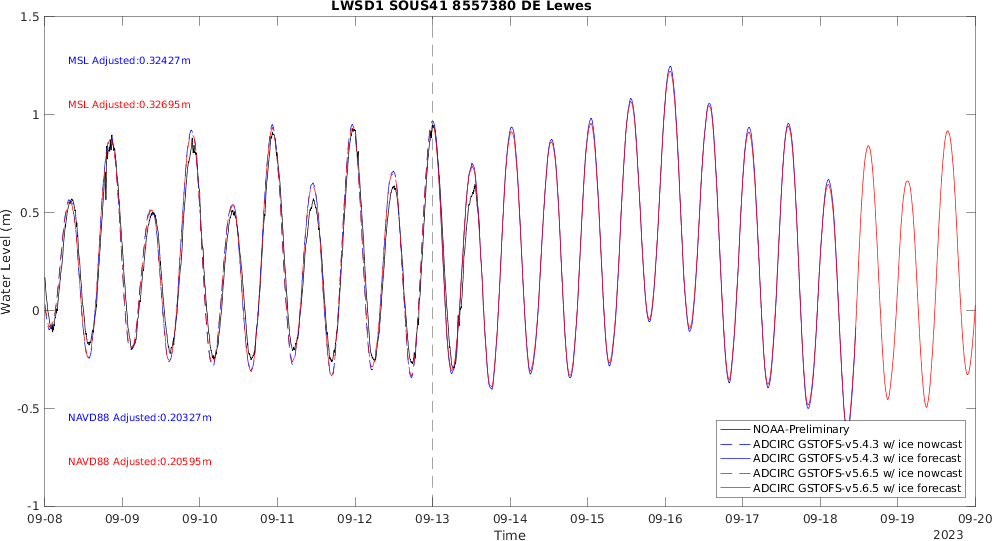 LWSD1 SOUS41 8557380 DE Lewes
1.5
MSL Adjusted:0.32427m
MSL Adjusted:0.32695m
1
0.5
Water Level (m)
0
-0.5
NAVD88 Adjusted:0.20327m
NAVD88 Adjusted:0.20595m
NOAA-Preliminary
ADCIRC GSTOFS-v5.4.3 w/ ice nowcast
ADCIRC GSTOFS-v5.4.3 w/ ice forecast
ADCIRC GSTOFS-v5.6.5 w/ ice nowcast
ADCIRC GSTOFS-v5.6.5 w/ ice forecast
-1
09-08 09-09 09-10 09-11 09-12 09-13 09-14 09-15 09-16 09-17 09-18 09-19 09-20
Time
2023